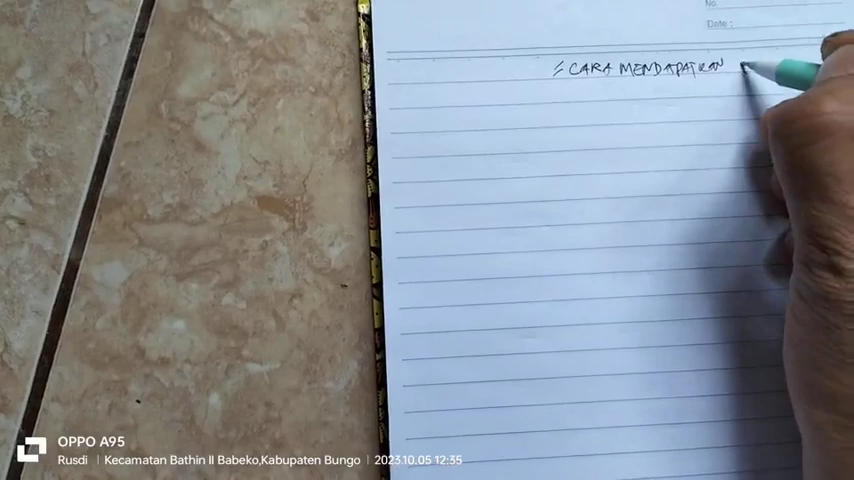 No.
Date :
= CARA MENDAPATKAN
OPPO A95
Rusdi | Kecamatan Bathin II Babeko,Kabupaten Bungo | 2023.10.05 12:35